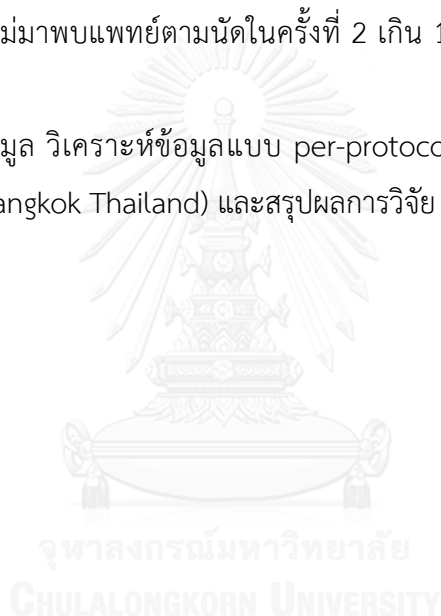 ม่มาพบแพทย์ตามนัดในครั้งที่ 2 เกิน 1
มูล วิเคราะห์ข้อมูลแบบ per-protoco
angkok Thailand) และสรุปผลการวิจัย
จุฬาลงกรณ์มหาวิทยาลัย
CHULALONGKORN UNIVERSITY